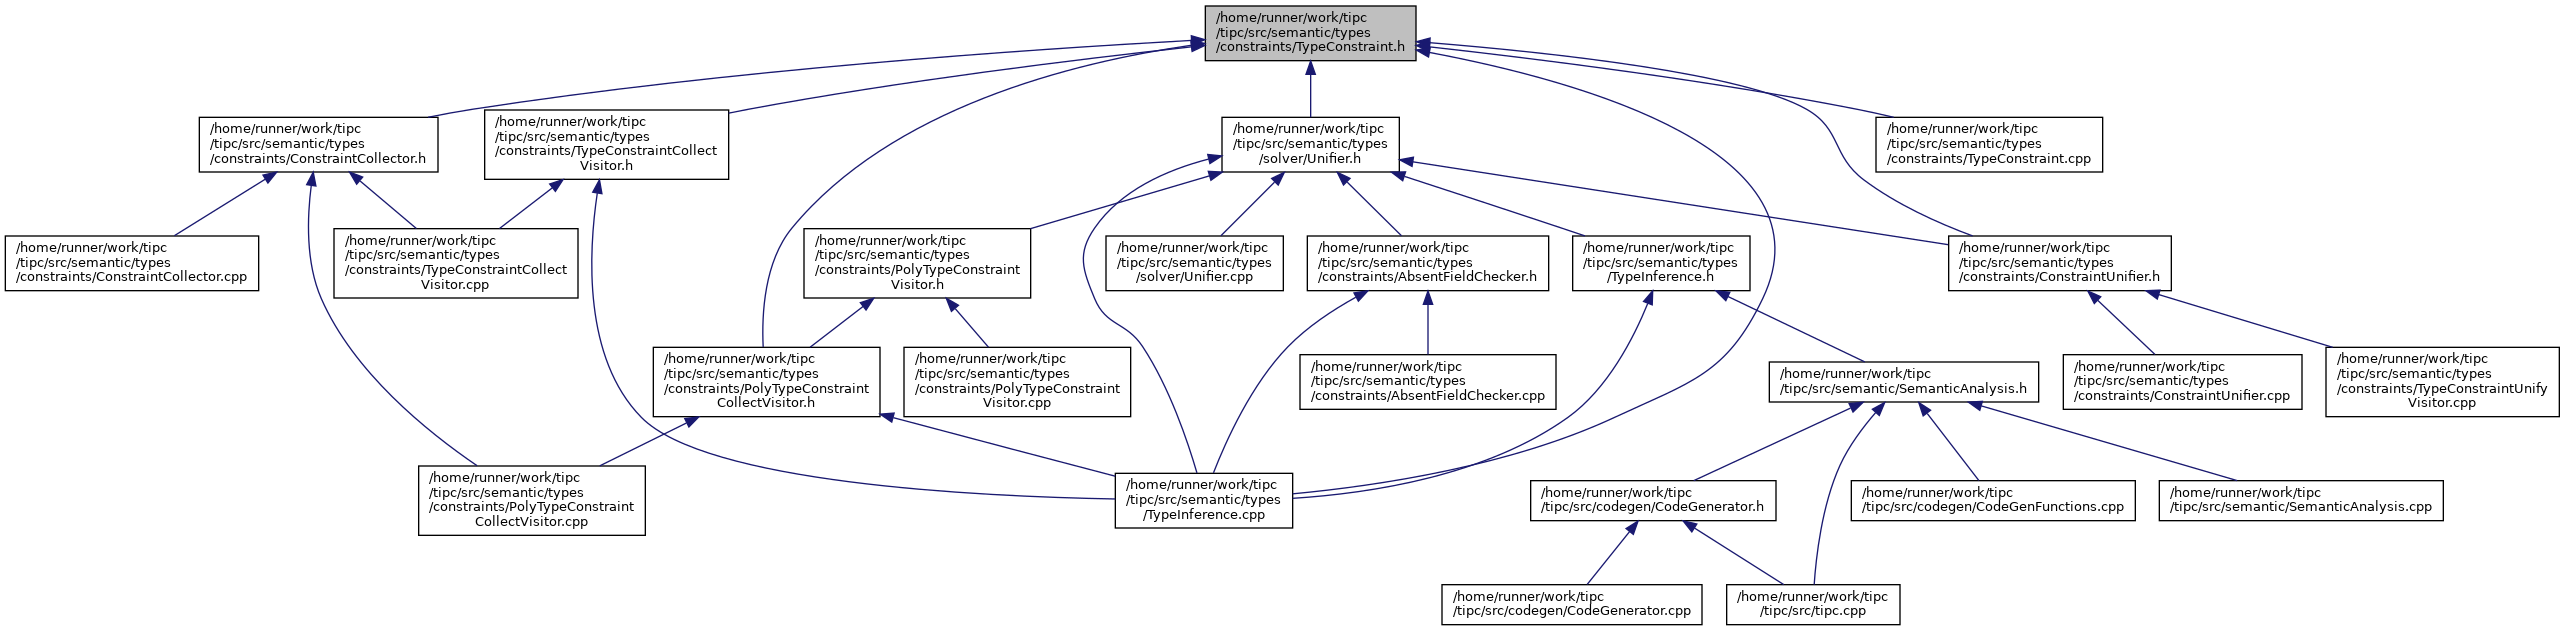 /home/runner/work/tipc
/tipc/src/semantic/types
/constraints/TypeConstraint.h
/home/runner/work/tipc
/tipc/src/semantic/types
/constraints/ConstraintCollector.h
/home/runner/work/tipc
/tipc/src/semantic/types
/constraints/TypeConstraintCollect
Visitor.h
/home/runner/work/tipc
/tipc/src/semantic/types
/solver/Unifier.h
/home/runner/work/tipc
/tipc/src/semantic/types
/constraints/TypeConstraint.cpp
/home/runner/work/tipc
/tipc/src/semantic/types
/constraints/ConstraintCollector.cpp
/home/runner/work/tipc
/tipc/src/semantic/types
/constraints/TypeConstraintCollect
Visitor.cpp
/home/runner/work/tipc
/tipc/src/semantic/types
/constraints/PolyTypeConstraint
Visitor.h
/home/runner/work/tipc
/tipc/src/semantic/types
/solver/Unifier.cpp
/home/runner/work/tipc
/tipc/src/semantic/types
/constraints/AbsentFieldChecker.h
/home/runner/work/tipc
/tipc/src/semantic/types
/TypeInference.h
/home/runner/work/tipc
/tipc/src/semantic/types
/constraints/ConstraintUnifier.h
/home/runner/work/tipc
/tipc/src/semantic/types
/constraints/PolyTypeConstraint
CollectVisitor.h
/home/runner/work/tipc
/tipc/src/semantic/types
/constraints/PolyTypeConstraint
Visitor.cpp
/home/runner/work/tipc
/tipc/src/semantic/types
/constraints/AbsentFieldChecker.cpp
/home/runner/work/tipc
/tipc/src/semantic/SemanticAnalysis.h
/home/runner/work/tipc
/tipc/src/semantic/types
/constraints/ConstraintUnifier.cpp
/home/runner/work/tipc
/tipc/src/semantic/types
/constraints/TypeConstraintUnify
Visitor.cpp
/home/runner/work/tipc
/tipc/src/semantic/types
/constraints/PolyTypeConstraint
CollectVisitor.cpp
/home/runner/work/tipc
/tipc/src/semantic/types
/TypeInference.cpp
/home/runner/work/tipc
/tipc/src/codegen/CodeGenerator.h
/home/runner/work/tipc
/tipc/src/codegen/CodeGenFunctions.cpp
/home/runner/work/tipc
/tipc/src/semantic/SemanticAnalysis.cpp
/home/runner/work/tipc
/tipc/src/codegen/CodeGenerator.cpp
/home/runner/work/tipc
/tipc/src/tipc.cpp